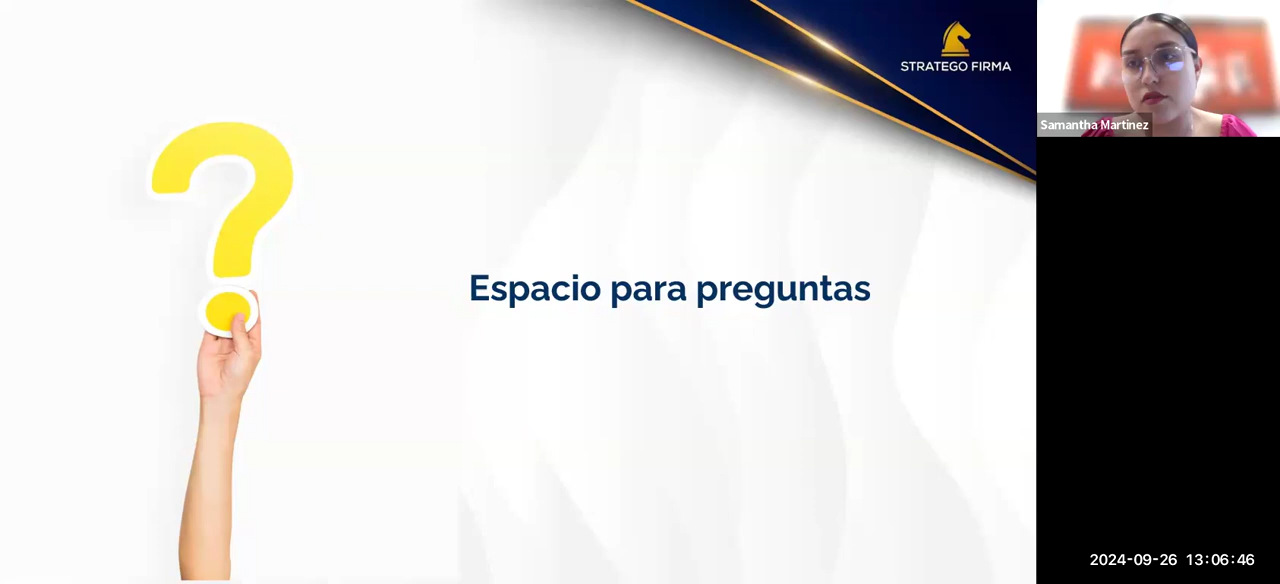 STRATEGO FIRMA
Samantha Martinez
Espacio para preguntas
2024-09-26 13:06:46